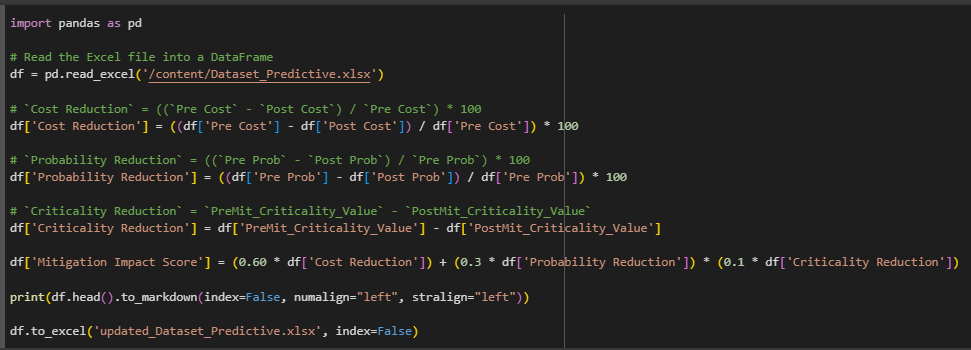 import pandas as pd
# Read the Excel file into a DataFrame
df = pd.read_excel('/content/Dataset_Predictive.xlsx')
# `Cost Reduction` = ((`Pre Cost` - `Post Cost`) / `Pre Cost`) * 100
df['Cost Reduction'] = ((df['Pre Cost'] - df['Post Cost']) / df['Pre Cost']) * 100
# `Probability Reduction` = ((`Pre Prob` - `Post Prob`) / `Pre Prob`) * 100
df['Probability Reduction'] = ((df['Pre Prob'] - df['Post Prob']) / df['Pre Prob']) * 100
# `Criticality Reduction` = `PreMit_Criticality_Value` - `PostMit_Criticality_Value`
df['Criticality Reduction'] = df['PreMit_Criticality_Value'] - df['PostMit_Criticality_Value']
df['Mitigation Impact Score'] = (0.60 * df['Cost Reduction']) + (0.3 * df['Probability Reduction']) * (0.1 * df['Criticality Reduction'])
print(df.head().to_markdown(index=False, numalign="left", stralign="left"))
df.to_excel('updated_Dataset_Predictive.xlsx', index=False)